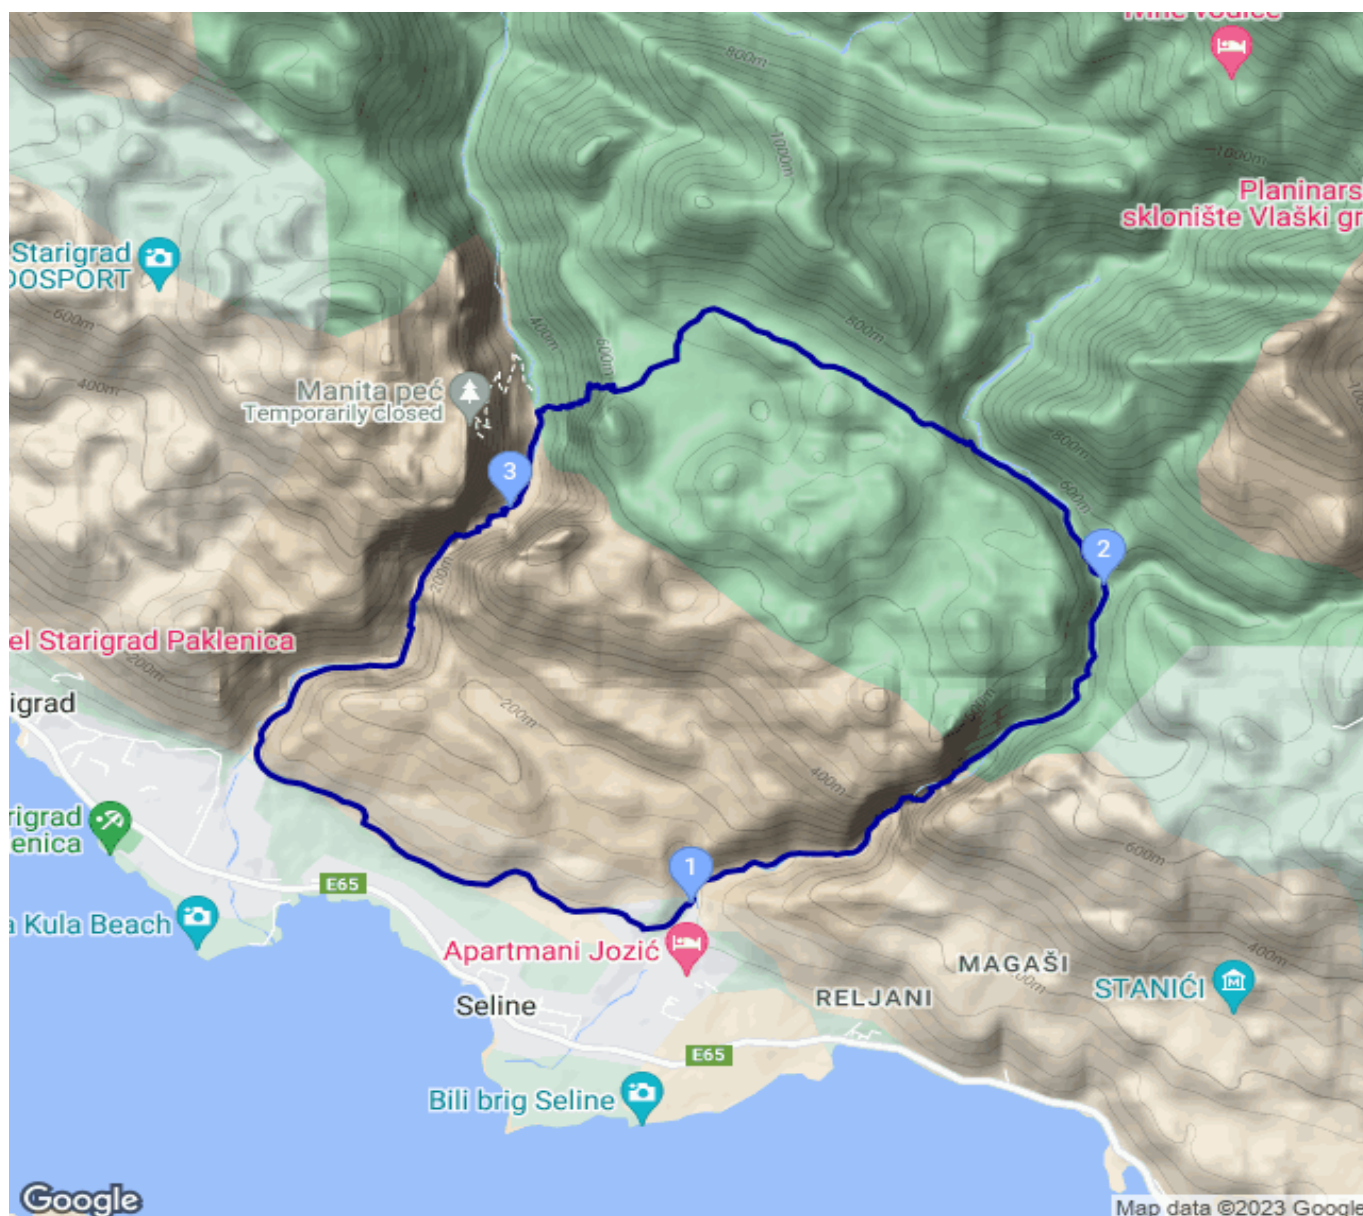 800m
1000m
1000m
Planinars
sklonište Vlaški gr
Starigrad
DOSPORT
600m
400m
800m
400m
600m
Manita peć
Temporarily closed
800m
600m
3
2
200m
el Starigrad Paklenica
200m
igrad
200m
400m
600m
rigrad
enica
1
E65
a Kula Beach
Apartmani Jozić
MAGAŠI
400m
STANIĆI
Seline
RELJANI
E65
Bili brig Seline
Google
Map data ©2023 Google